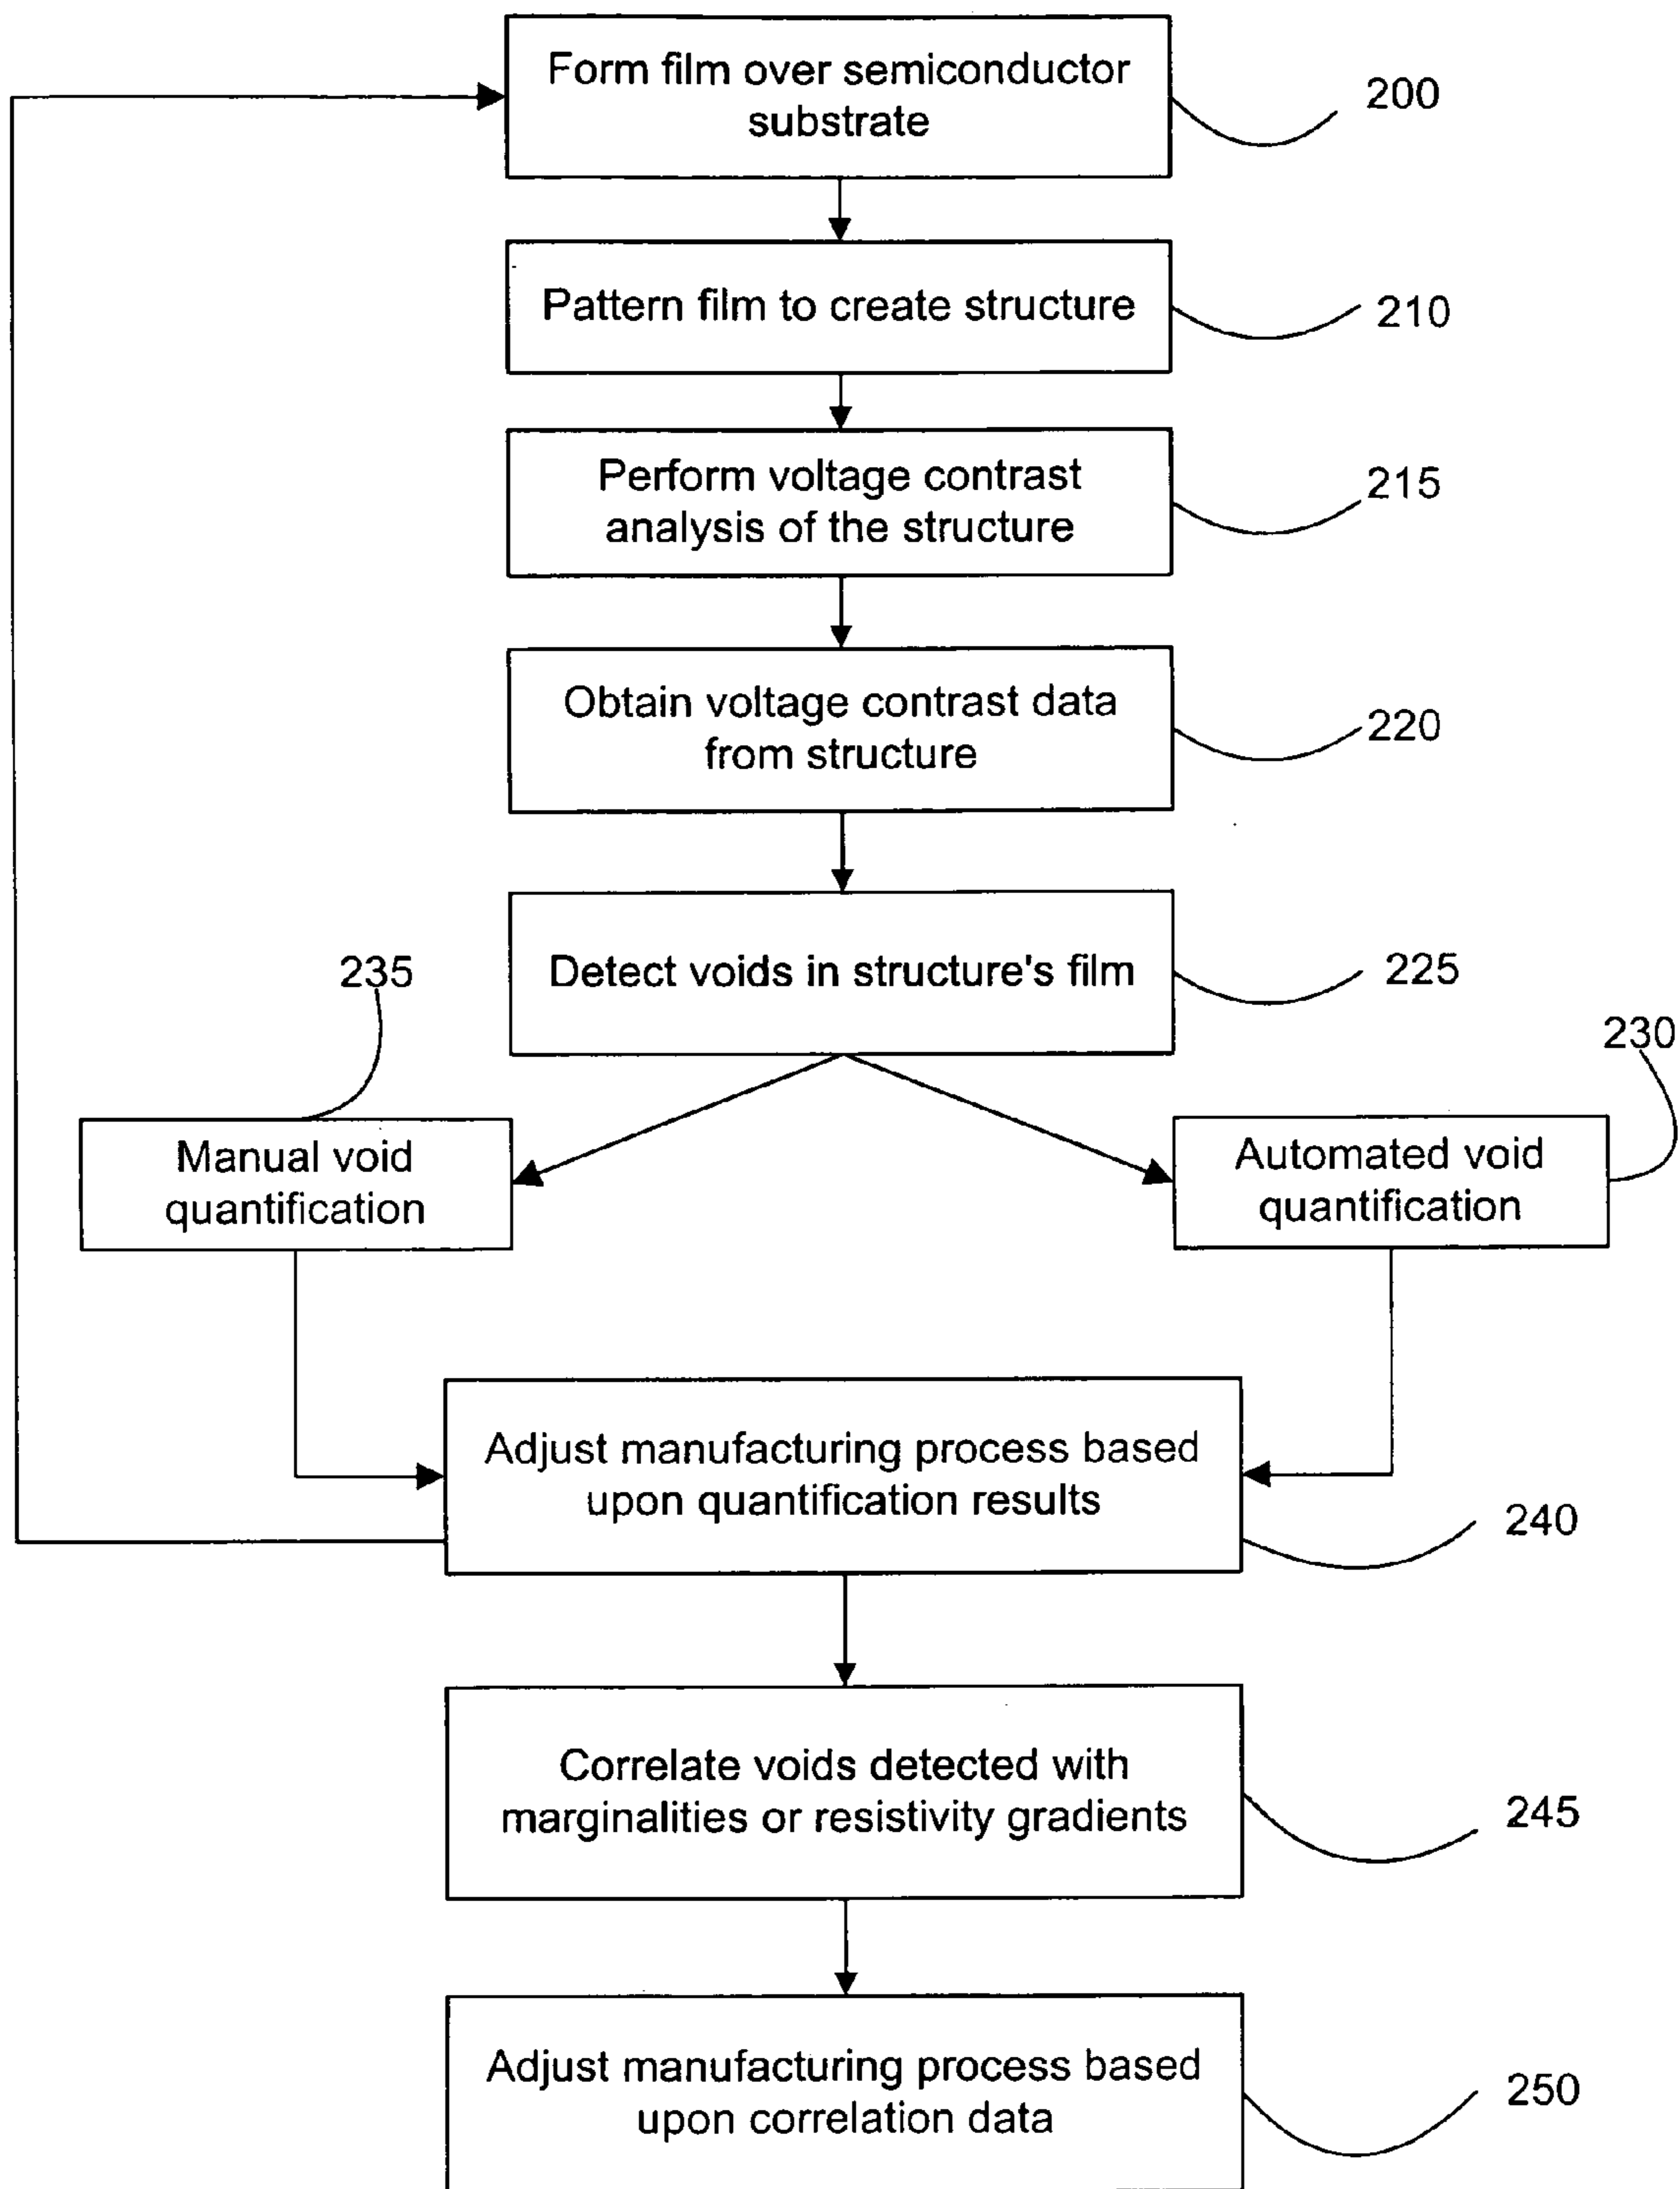 Form film over semiconductor
substrate
200
Pattern film to create structure
210
Perform voltage contrast
analysis of the structure
215
Obtain voltage contrast data
from structure
220
Detect voids in structure's film
225
235
230
Manual void
quantification
Automated void
quantification
Adjust manufacturing process based
upon quantification results
240
Correlate voids detected with
marginalities or resistivity gradients
245
Adjust manufacturing process based
upon correlation data
250